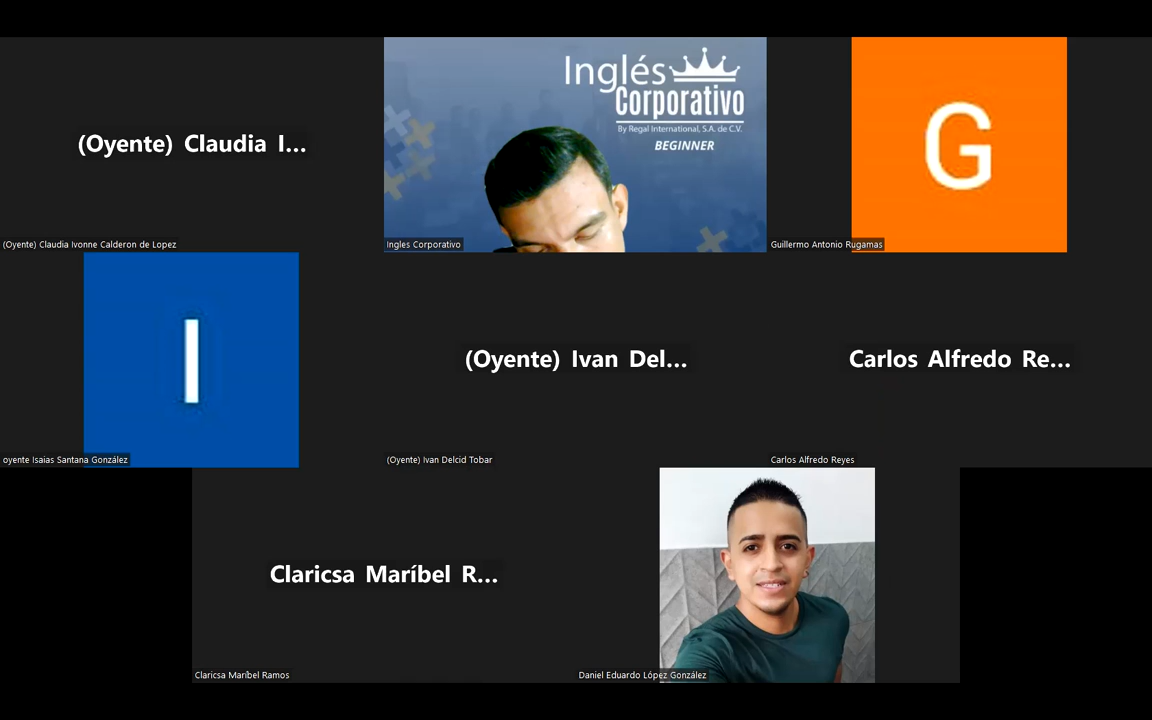 (Oyente) Claudia I...
(Oyente) Claudia Ivonne Calderon de Lopez
Inglés
Corporativo
By Regal International, S.A. de C.V.
BEGINNER
Ingles Corporativo
G
Guillermo Antonio Rugamas
I
oyente Isaias Santana González
(Oyente) Ivan Del...
(Oyente) Ivan Delcid Tobar
Carlos Alfredo Re...
Carlos Alfredo Reyes
Claricsa Maríbel R...
Claricsa Maríbel Ramos
Daniel Eduardo López González